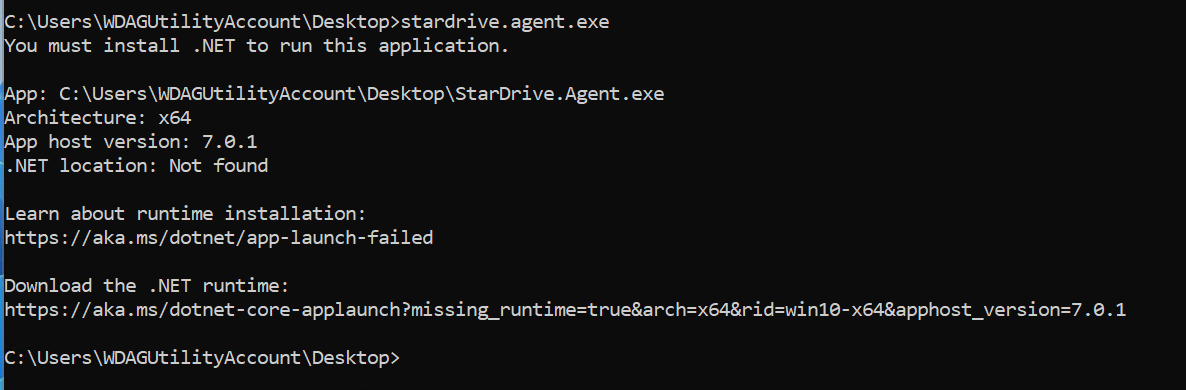 C:\Users\WDAGUtilityAccount\Desktop>stardrive.agent.exe
You must install .NET to run this application.
App: C:\Users\WDAGUtilityAccount\Desktop\StarDrive.Agent.exe
Architecture: x64
App host version: 7.0.1
.NET location: Not found
Learn about runtime installation:
https://aka.ms/dotnet/app-launch-failed
Download the .NET runtime:
https://aka.ms/dotnet-core-applaunch?missing_runtime=true&arch=x64&rid=win10-x64&apphost_version=7.0.1
C:\Users\WDAGUtilityAccount\Desktop>